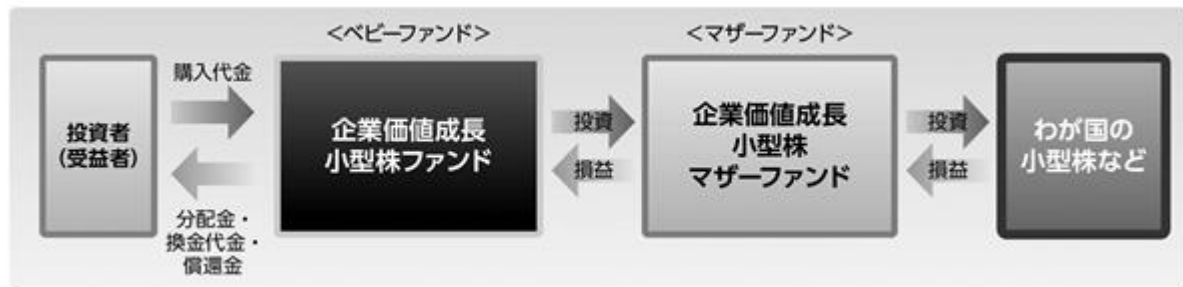 <ベビーファンド>
<マザーファンド>
投資者
(受益者)
購入代金
分配金・
換金代金・
償還金
企業価値成長
小型株ファンド
投資
損益
企業価値成長
小型株
マザーファンド
投資
損益
わが国の
小型株など